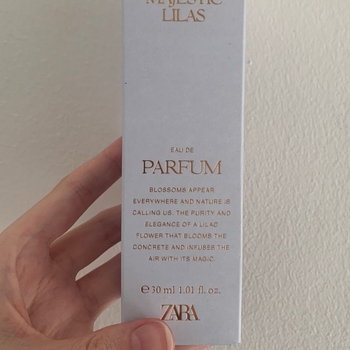 MAJESTIC
LILAS
EAU DE
PARFUM
BLOSSOMS APPEAR
EVERYWHERE AND NATURE IS
CALLING US. THE PURITY AND
ELEGANCE OF A LILAC
FLOWER THAT BLOOMS THE
CONCRETE AND INFUSES THE
AIR WITH ITS MAGIC.
℮30 ml 1.01 fl. oz.
ZARA